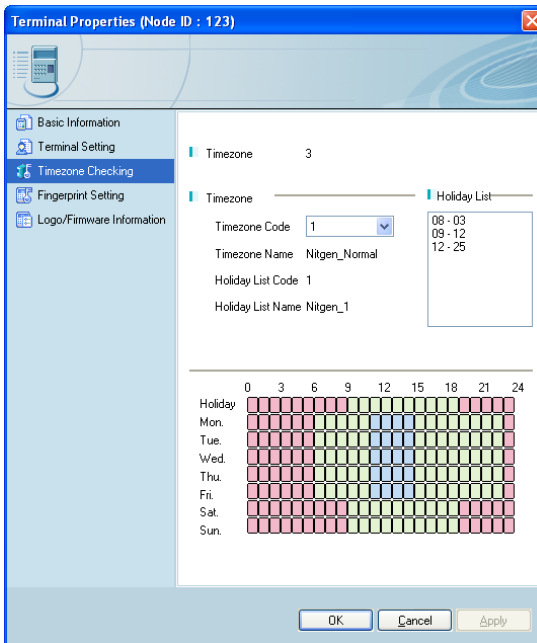 Terminal Properties (Node ID : 123)
Basic Information
Terminal Setting
Timezone Checking
Fingerprint Setting
Logo/Firmware Information
Timezone 3
Timezone
Timezone Code 1
Timezone Name Nitgen_Normal
Holiday List Code 1
Holiday List Name Nitgen_1
Holiday List
08 - 03
09 - 12
12 - 25
0 3 6 9 12 15 18 21 24
Holiday
Mon.
Tue.
Wed.
Thu.
Fri.
Sat.
Sun.
OK Cancel Apply